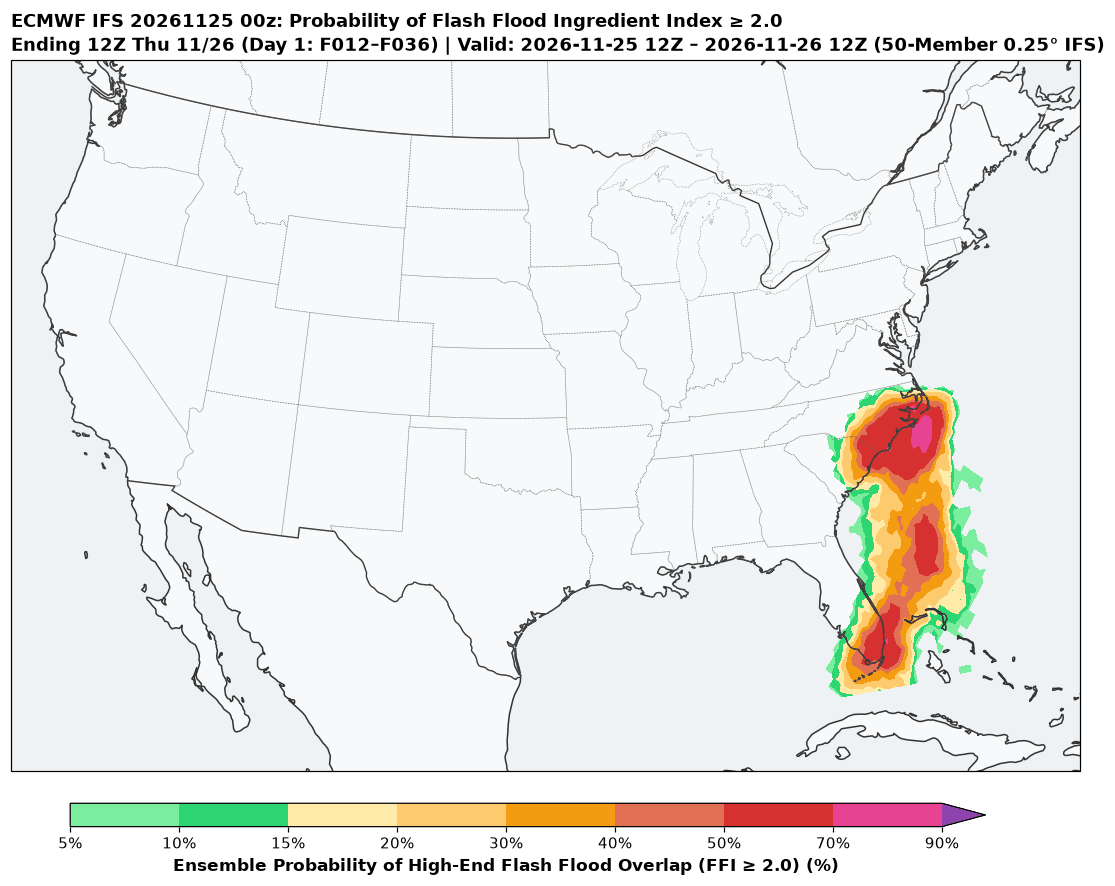 ECMWF IFS 20261125 00z: Probability of Flash Flood Ingredient Index ≥ 2.0
Ending 12Z Thu 11/26 (Day 1: F012–F036) | Valid: 2026-11-25 12Z – 2026-11-26 12Z (50-Member 0.25° IFS)
5% 10% 15% 20% 30% 40% 50% 70% 90%
Ensemble Probability of High-End Flash Flood Overlap (FFI ≥ 2.0) (%)